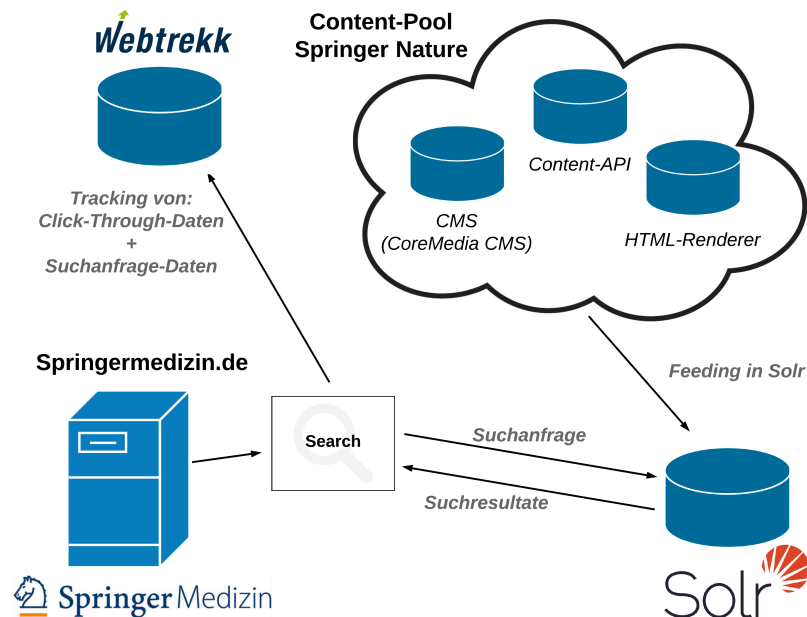 Webtrekk
Content-Pool
Springer Nature
Content-API
CMS
(CoreMedia CMS)
HTML-Renderer
Tracking von:
Click-Through-Daten
+
Suchanfrage-Daten
Springermedizin.de
Feeding in Solr
Search
Suchanfrage
Suchresultate
Springer Medizin
Solr